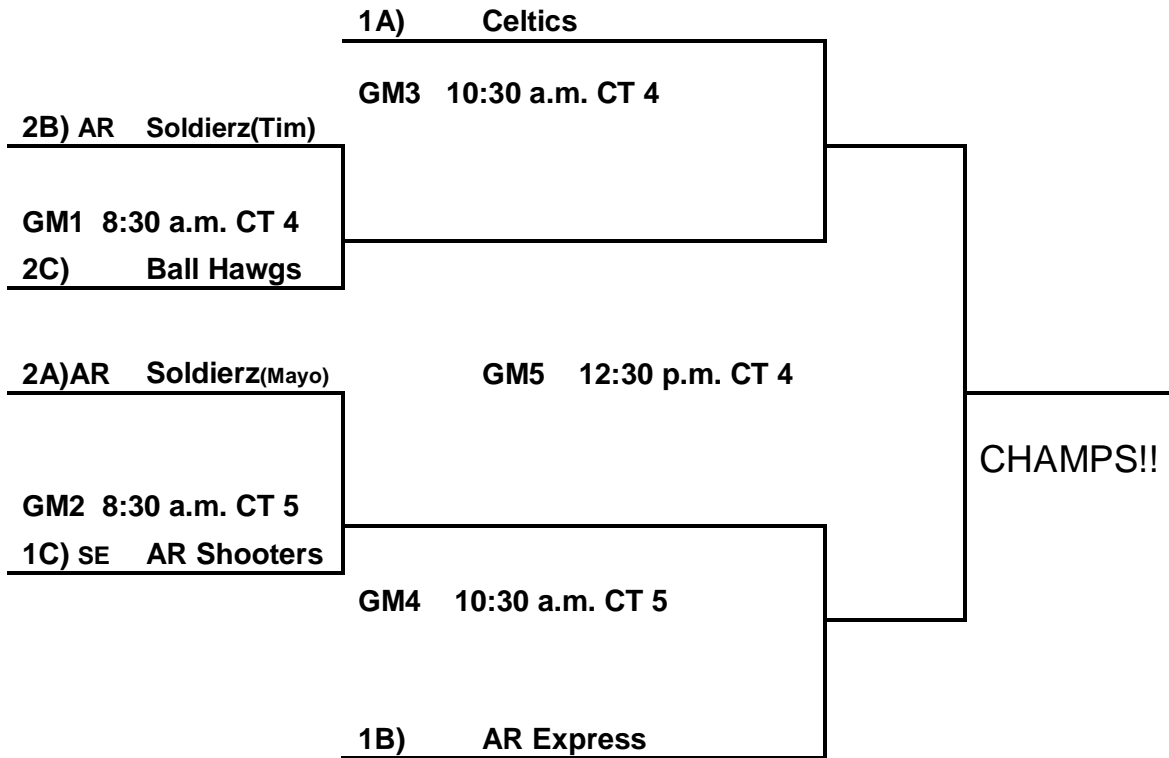 1A) Celtics
GM3 10:30 a.m. CT 4
2B) AR Soldierz(Tim)
GM1 8:30 a.m. CT 4
2C) Ball Hawgs
2A)AR Soldierz(Mayo)
GM5 12:30 p.m. CT 4
CHAMPS!!
GM2 8:30 a.m. CT 5
1C) SE AR Shooters
GM4 10:30 a.m. CT 5
1B) AR Express